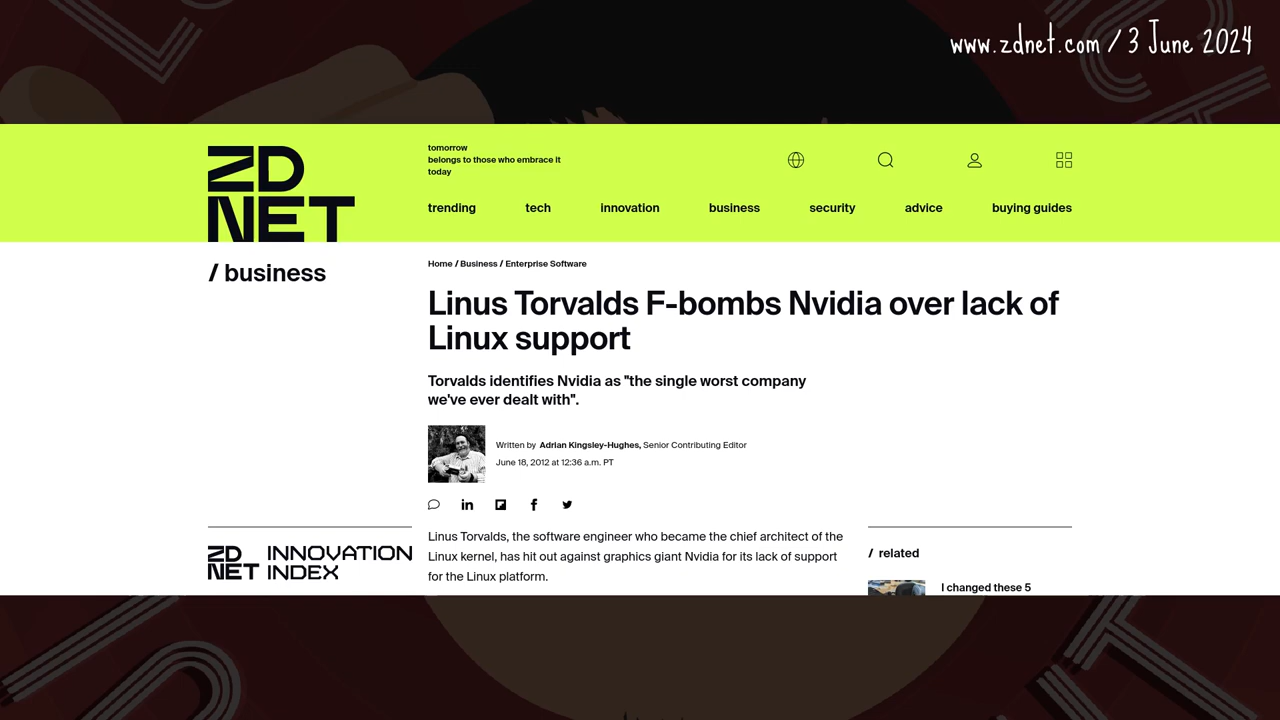 www.zdnet.com / 3 June 2024
ZD
NET
tomorrow
belongs to those who embrace it
today
trending tech innovation business security advice buying guides
/ business
Home / Business / Enterprise Software
Linus Torvalds F-bombs Nvidia over lack of
Linux support
Torvalds identifies Nvidia as "the single worst company
we've ever dealt with".
Written by Adrian Kingsley-Hughes, Senior Contributing Editor
June 18, 2012 at 12:36 a.m. PT
Linus Torvalds, the software engineer who became the chief architect of the
Linux kernel, has hit out against graphics giant Nvidia for its lack of support
for the Linux platform.
ZD
NET
INNOVATION
INDEX
/ related
I changed these 5